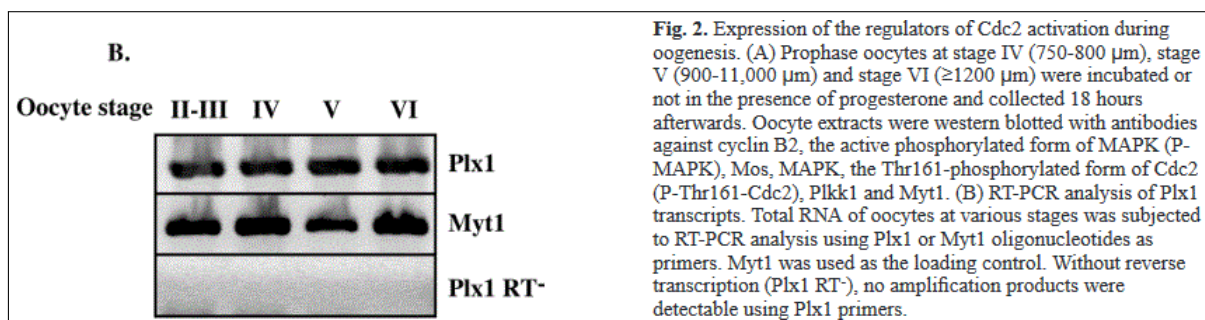 B.
Oocyte stage II-III IV V VI
Plx1
Myt1
Plx1 RT-
Fig. 2. Expression of the regulators of Cdc2 activation during
oogenesis. (A) Prophase oocytes at stage IV (750-800 μm), stage
V (900-11,000 μm) and stage VI (≥1200 μm) were incubated or
not in the presence of progesterone and collected 18 hours
afterwards. Oocyte extracts were western blotted with antibodies
against cyclin B2, the active phosphorylated form of MAPK (P-
MAPK), Mos, MAPK, the Thr161-phosphorylated form of Cdc2
(P-Thr161-Cdc2), Plkk1 and Myt1. (B) RT-PCR analysis of Plx1
transcripts. Total RNA of oocytes at various stages was subjected
to RT-PCR analysis using Plx1 or Myt1 oligonucleotides as
primers. Myt1 was used as the loading control. Without reverse
transcription (Plx1 RT-), no amplification products were
detectable using Plx1 primers.